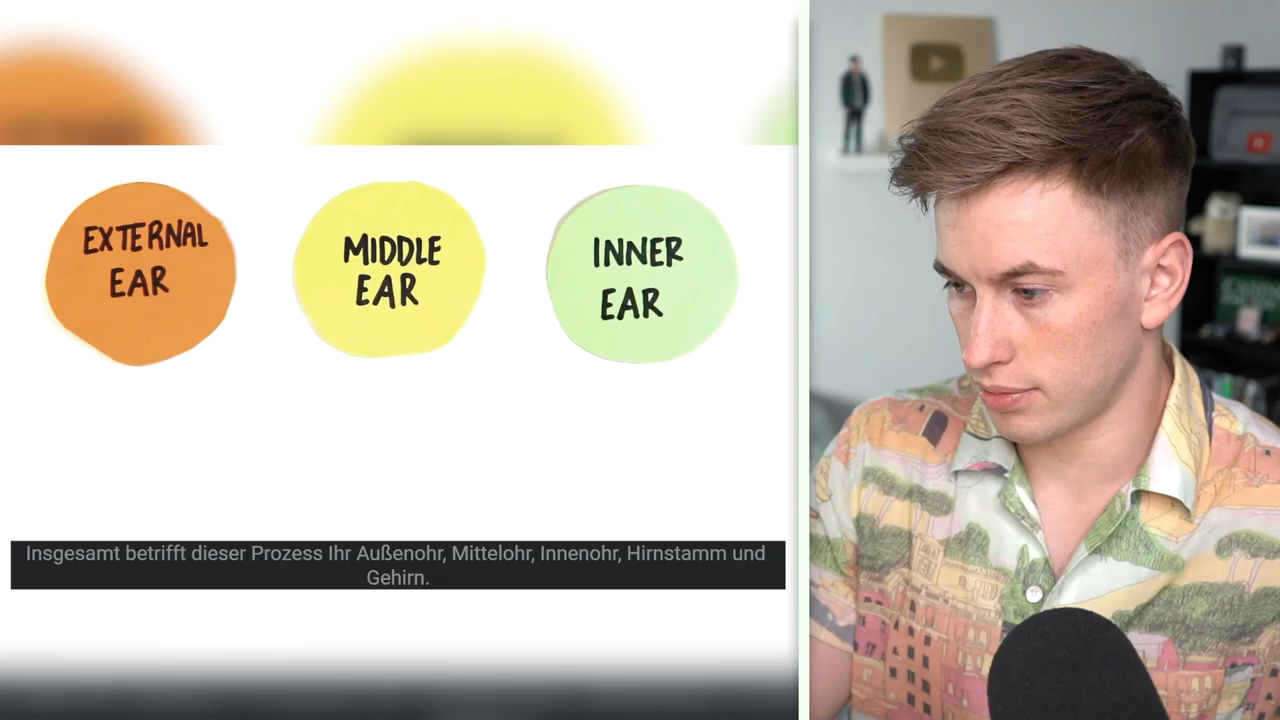 EXTERNAL
EAR
MIDDLE
EAR
INNER
EAR
Insgesamt betrifft dieser Prozess Ihr Außenohr, Mittelohr, Innenohr, Hirnstamm und
Gehirn.